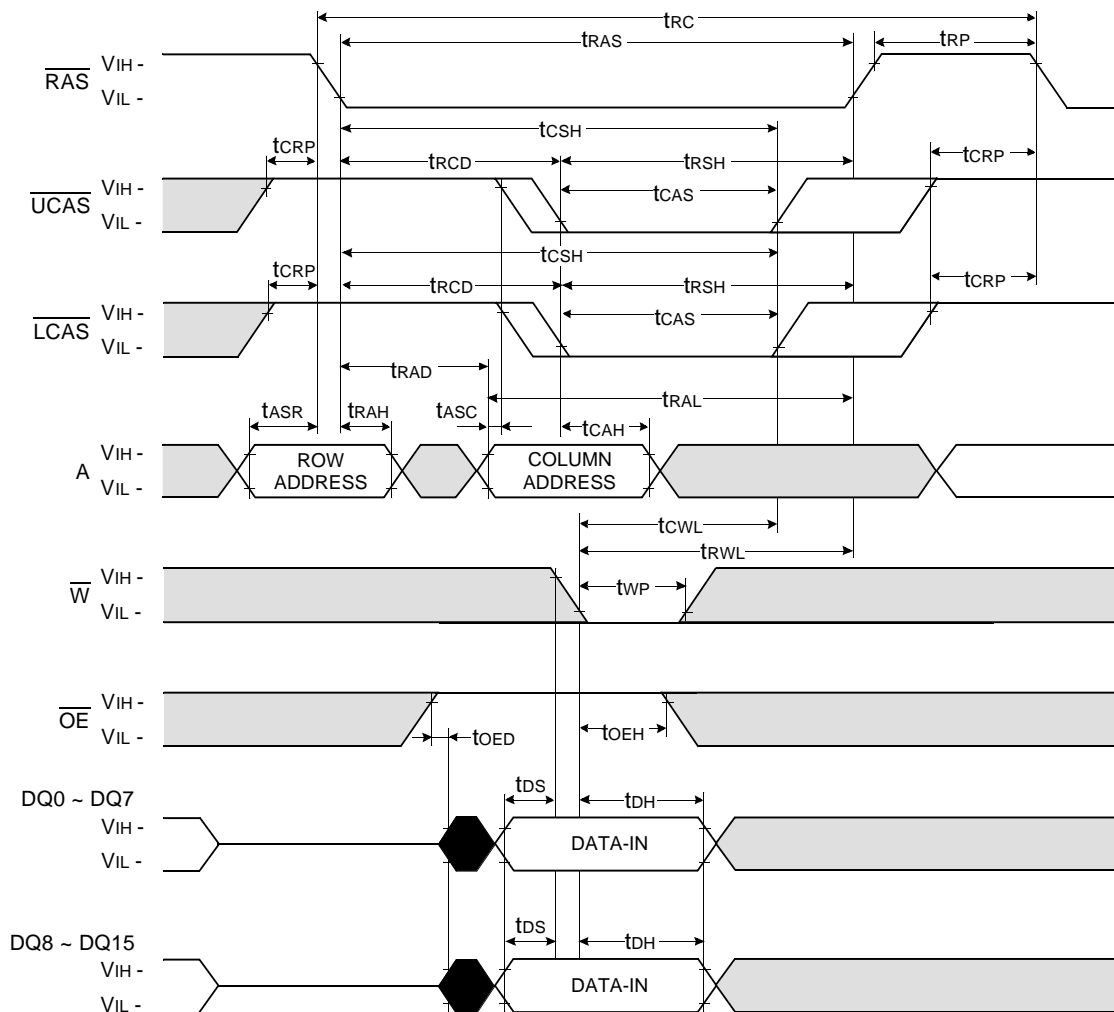 tRC
tRAS
tRP
RAS
VIH -
VIL -
tCSH
tCRP
tRCD
tRSH
tCRP
UCAS
VIH -
VIL -
tCAS
tCSH
tCRP
tRCD
tRSH
tCRP
LCAS
VIH -
VIL -
tCAS
tRAD
tRAL
tASR
tRAH
tASC
tCAH
A
VIH -
VIL -
ROW
ADDRESS
COLUMN
ADDRESS
tCWL
tRWL
W
VIH -
VIL -
tWP
OE
VIH -
VIL -
tOED
tOEH
DQ0 ~ DQ7
VIH -
VIL -
tDS
tDH
DATA-IN
DQ8 ~ DQ15
VIH -
VIL -
tDS
tDH
DATA-IN